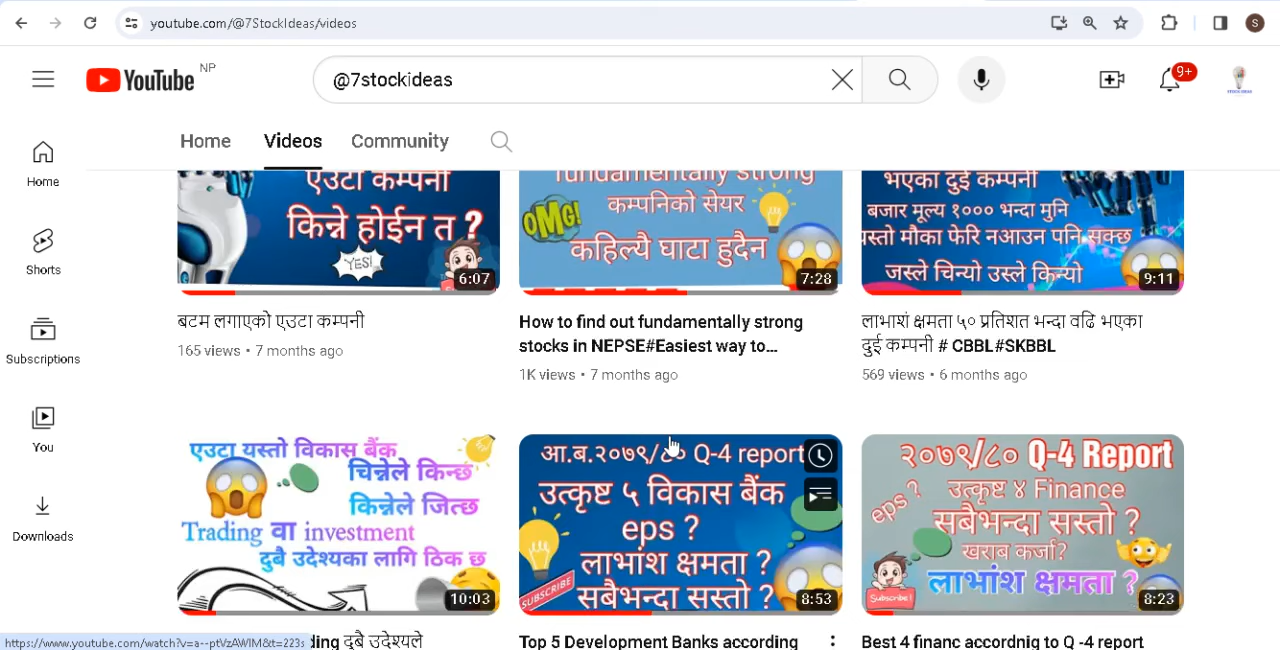 youtube.com/@7StockIdeas/videos
S
YouTube NP
@7stockideas
9+
Home
Videos
Community
Home
Shorts
Subscriptions
You
Downloads
एउटा कम्पनी
किन्ने होईन त ?
YES!
6:07
बटम लगाएको एउटा कम्पनी
165 views • 7 months ago
fundamentally strong
कम्पनिको सेयर
OMG!
कहिल्यै घाटा हुदैन
7:28
How to find out fundamentally strong
stocks in NEPSE#Easiest way to...
1K views • 7 months ago
भएका दुई कम्पनी
बजार मूल्य १००० भन्दा मुनि
यस्तो मौका फेरि नआउन पनि सक्छ
जस्ले चिन्यो उस्ले किन्यो
9:11
लाभाशं क्षमता ५० प्रतिशत भन्दा वढि भएका
दुई कम्पनी # CBBL#SKBBL
569 views • 6 months ago
एउटा यस्तो विकास बैंक
चिन्नेले किन्छ
किन्नेले जित्छ
Trading वा investment
दुबै उदेश्यका लागि ठिक छ
10:03
ding दुबै उदेश्यले
आ.ब.२०७९/८० Q-4 report
उत्कृष्ट ५ विकास बैंक
eps ?
लाभांश क्षमता ?
SUBSCRIBE
सबैभन्दा सस्तो ?
8:53
Top 5 Development Banks according
२०७९/८० Q-4 Report
eps ?
उत्कृष्ट ४ Finance
सबैभन्दा सस्तो ?
खराब कर्जा?
लाभांश क्षमता ?
Subscribe!
8:23
Best 4 financ accordnig to Q -4 report
https://www.youtube.com/watch?v=a--ptVzAWIM&t=223s